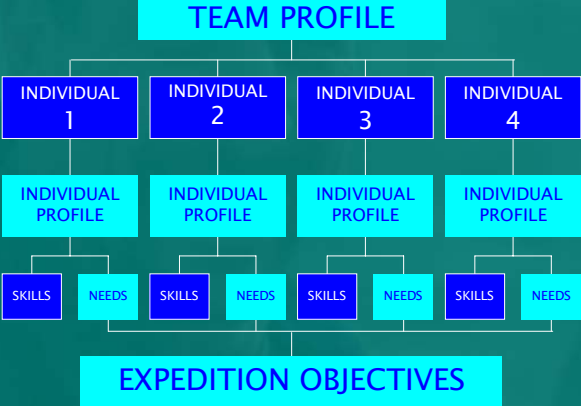 TEAM PROFILE
INDIVIDUAL
1
INDIVIDUAL
2
INDIVIDUAL
3
INDIVIDUAL
4
INDIVIDUAL
PROFILE
INDIVIDUAL
PROFILE
INDIVIDUAL
PROFILE
INDIVIDUAL
PROFILE
SKILLS
NEEDS
SKILLS
NEEDS
SKILLS
NEEDS
SKILLS
NEEDS
EXPEDITION OBJECTIVES